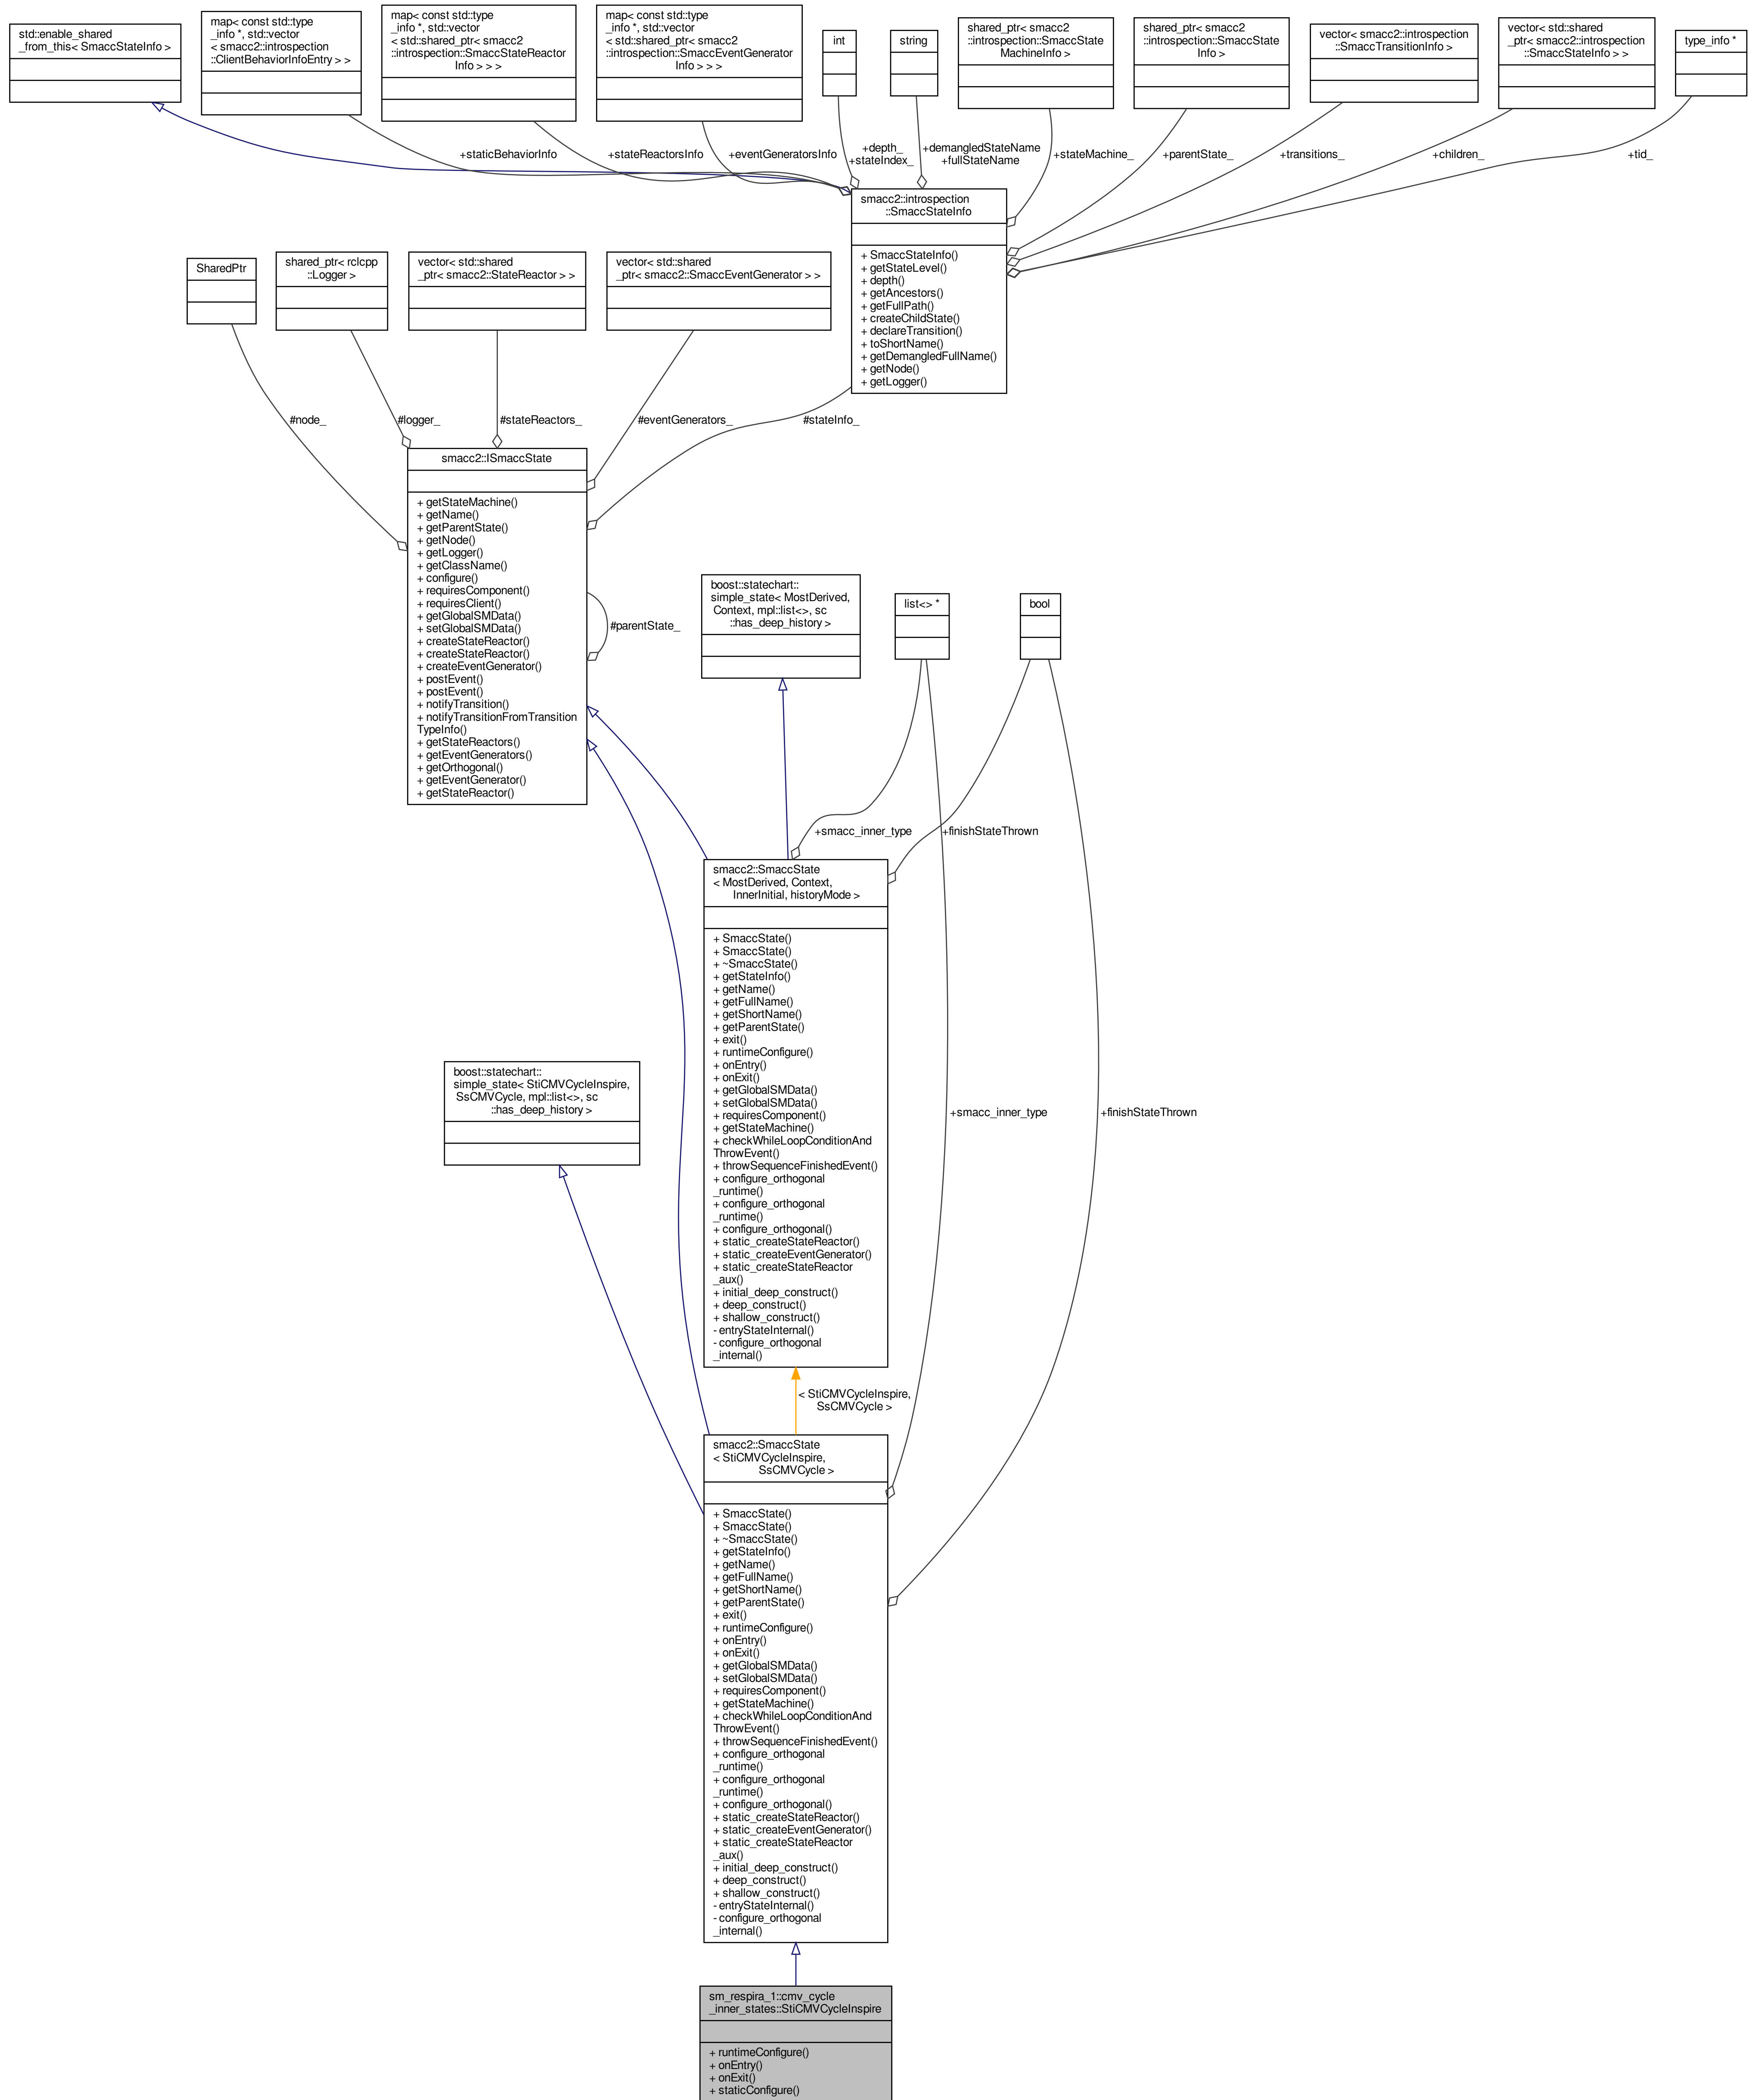 std::enable_shared
_from_this< SmaccStateInfo >
map< const std::type
_info *, std::vector
< smacc2::introspection
::ClientBehaviorInfoEntry > >
map< const std::type
_info *, std::vector
< std::shared_ptr< smacc2
::introspection::SmaccStateReactor
Info > > >
map< const std::type
_info *, std::vector
< std::shared_ptr< smacc2
::introspection::SmaccEventGenerator
Info > > >
int
string
shared_ptr< smacc2
::introspection::SmaccState
MachineInfo >
shared_ptr< smacc2
::introspection::SmaccState
Info >
vector< smacc2::introspection
::SmaccTransitionInfo >
vector< std::shared
_ptr< smacc2::introspection
::SmaccStateInfo > >
type_info *
+staticBehaviorInfo
+stateReactorsInfo
+eventGeneratorsInfo
+depth_
+stateIndex_
+demangledStateName
+fullStateName
+stateMachine_
+parentState_
+transitions_
+children_
+tid_
smacc2::introspection
::SmaccStateInfo
+ SmaccStateInfo()
+ getStateLevel()
+ depth()
+ getAncestors()
+ getFullPath()
+ createChildState()
+ declareTransition()
+ toShortName()
+ getDemangledFullName()
+ getNode()
+ getLogger()
SharedPtr
shared_ptr< rclcpp
::Logger >
vector< std::shared
_ptr< smacc2::StateReactor > >
vector< std::shared
_ptr< smacc2::SmaccEventGenerator > >
#node_
#logger_
#stateReactors_
#eventGenerators_
#stateInfo_
smacc2::ISmaccState
+ getStateMachine()
+ getName()
+ getParentState()
+ getNode()
+ getLogger()
+ getClassName()
+ configure()
+ requiresComponent()
+ requiresClient()
+ getGlobalSMData()
+ setGlobalSMData()
+ createStateReactor()
+ createStateReactor()
+ createEventGenerator()
+ postEvent()
+ postEvent()
+ notifyTransition()
+ notifyTransitionFromTransition
TypeInfo()
+ getStateReactors()
+ getEventGenerators()
+ getOrthogonal()
+ getEventGenerator()
+ getStateReactor()
#parentState_
boost::statechart::
simple_state< MostDerived,
Context, mpl::list<>, sc
::has_deep_history >
list<> *
bool
+smacc_inner_type
+finishStateThrown
smacc2::SmaccState
< MostDerived, Context,
InnerInitial, historyMode >
+ SmaccState()
+ SmaccState()
+ ~SmaccState()
+ getStateInfo()
+ getName()
+ getFullName()
+ getShortName()
+ getParentState()
+ exit()
+ runtimeConfigure()
+ onEntry()
+ onExit()
+ getGlobalSMData()
+ setGlobalSMData()
+ requiresComponent()
+ getStateMachine()
+ checkWhileLoopConditionAnd
ThrowEvent()
+ throwSequenceFinishedEvent()
+ configure_orthogonal
_runtime()
+ configure_orthogonal
_runtime()
+ configure_orthogonal()
+ static_createStateReactor()
+ static_createEventGenerator()
+ static_createStateReactor
_aux()
+ initial_deep_construct()
+ deep_construct()
+ shallow_construct()
- entryStateInternal()
- configure_orthogonal
_internal()
boost::statechart::
simple_state< StiCMVCycleInspire,
SsCMVCycle, mpl::list<>, sc
::has_deep_history >
+smacc_inner_type
+finishStateThrown
< StiCMVCycleInspire,
SsCMVCycle >
smacc2::SmaccState
< StiCMVCycleInspire,
SsCMVCycle >
+ SmaccState()
+ SmaccState()
+ ~SmaccState()
+ getStateInfo()
+ getName()
+ getFullName()
+ getShortName()
+ getParentState()
+ exit()
+ runtimeConfigure()
+ onEntry()
+ onExit()
+ getGlobalSMData()
+ setGlobalSMData()
+ requiresComponent()
+ getStateMachine()
+ checkWhileLoopConditionAnd
ThrowEvent()
+ throwSequenceFinishedEvent()
+ configure_orthogonal
_runtime()
+ configure_orthogonal
_runtime()
+ configure_orthogonal()
+ static_createStateReactor()
+ static_createEventGenerator()
+ static_createStateReactor
_aux()
+ initial_deep_construct()
+ deep_construct()
+ shallow_construct()
- entryStateInternal()
- configure_orthogonal
_internal()
sm_respira_1::cmv_cycle
_inner_states::StiCMVCycleInspire
+ runtimeConfigure()
+ onEntry()
+ onExit()
+ staticConfigure()